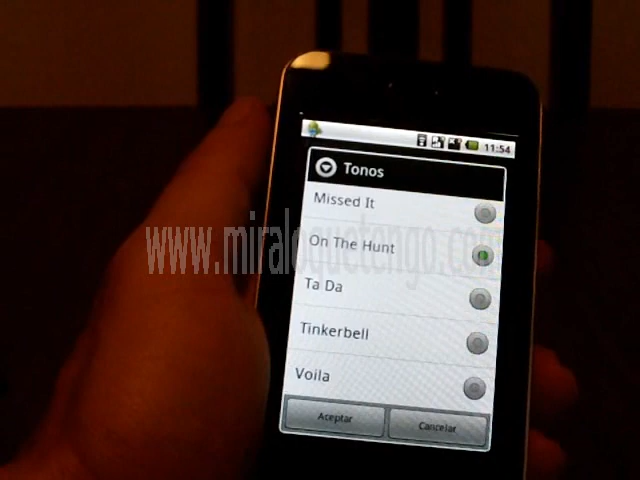 11:54
Tonos
Missed It
On The Hunt
www.miraloquetengo.com
Ta Da
Tinkerbell
Voila
Aceptar
Cancelar